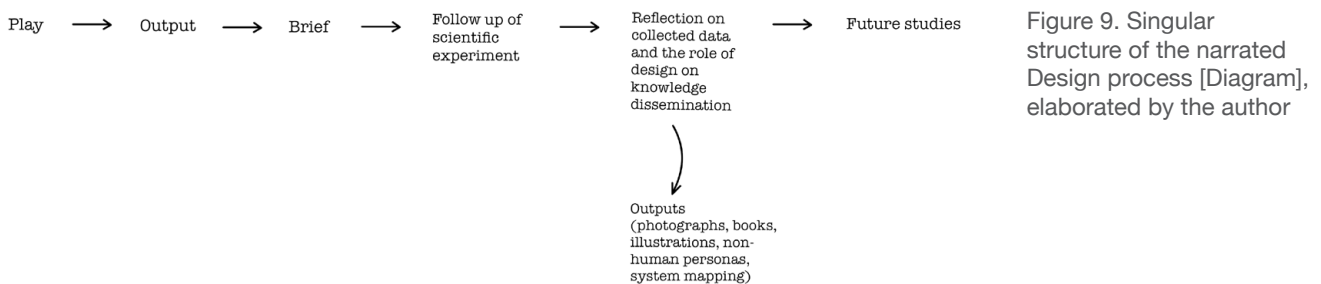 Play
Output
Brief
Follow up of
scientific
experiment
Reflection on
collected data
and the role of
design on
knowledge
dissemination
Future studies
Outputs
(photographs, books,
illustrations, non-
human personas,
system mapping)
Figure 9. Singular
structure of the narrated
Design process [Diagram],
elaborated by the author